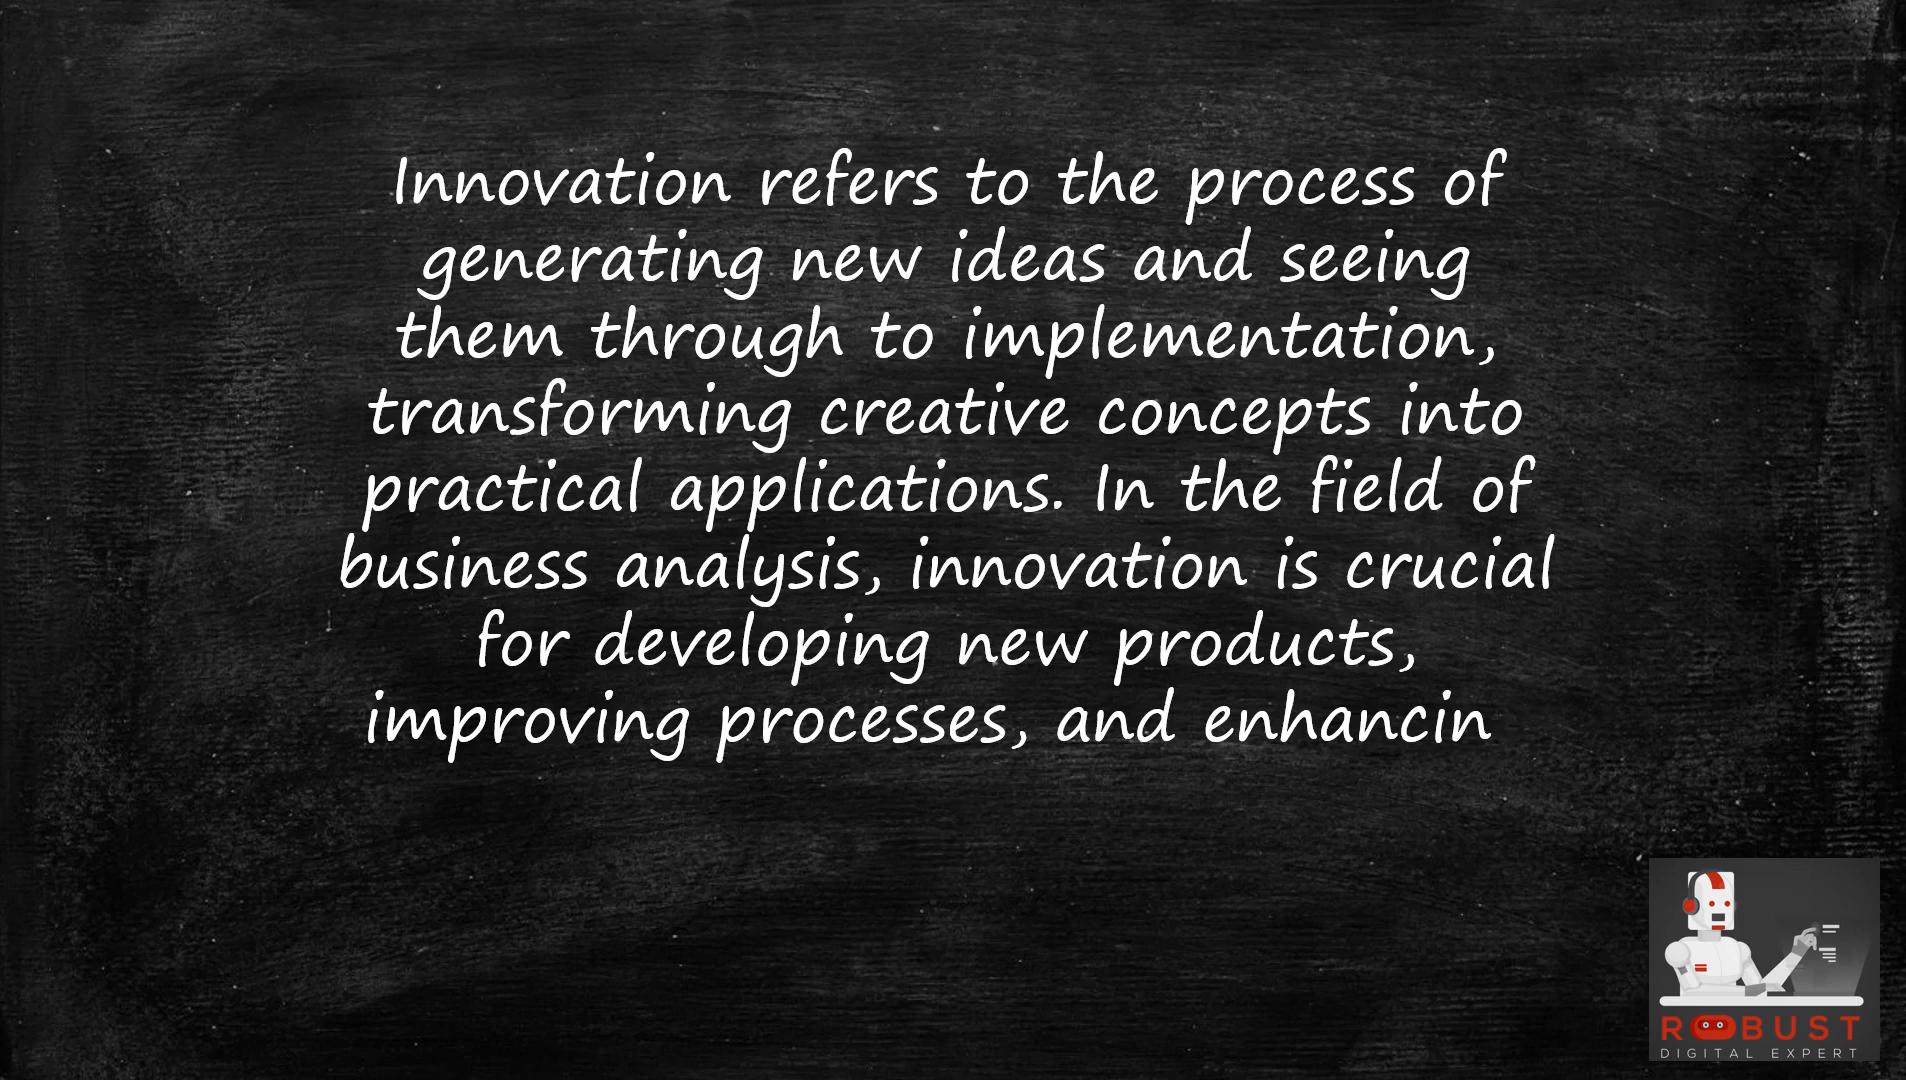 Innovation refers to the process of
generating new ideas and seeing
them through to implementation,
transforming creative concepts into
practical applications. In the field of
business analysis, innovation is crucial
for developing new products,
improving processes, and enhancin
ROBUST
DIGITAL EXPERT